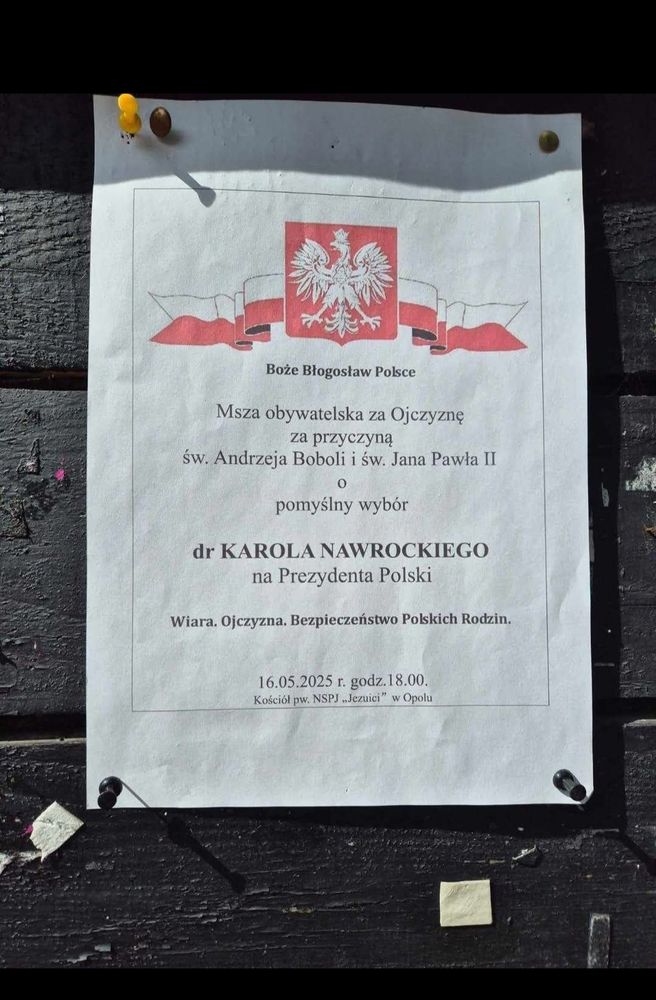 Boże Błogosław Polsce
Msza obywatelska za Ojczyznę
za przyczyną
św. Andrzeja Boboli i św. Jana Pawła II
o
pomyślny wybór
dr KAROLA NAWROCKIEGO
na Prezydenta Polski
Wiara. Ojczyzna. Bezpieczeństwo Polskich Rodzin.
16.05.2025 r. godz.18.00.
Kościół pw. NSPJ „Jezuici” w Opolu